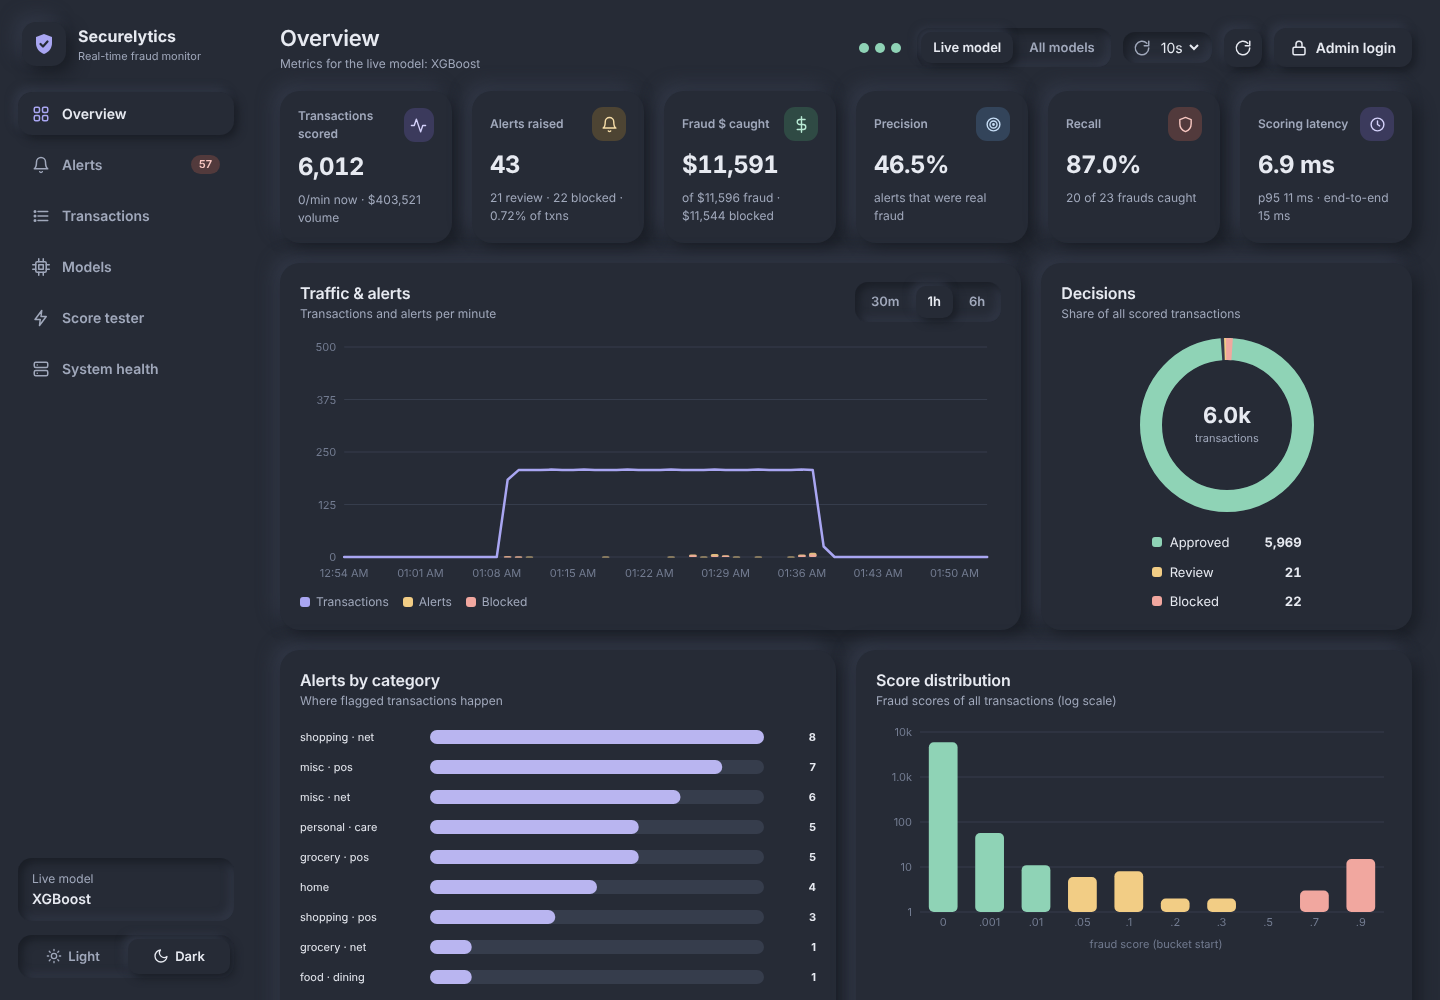 Securelytics
Real-time fraud monitor
Overview
Alerts
57
Transactions
Models
Score tester
System health
Live model
XGBoost
Light
Dark
Overview
Metrics for the live model: XGBoost
Live model
All models
10s
Admin login
Transactions
scored
6,012
0/min now · $403,521
volume
Alerts raised
43
21 review · 22 blocked ·
0.72% of txns
Fraud $ caught
$11,591
of $11,596 fraud ·
$11,544 blocked
Precision
46.5%
alerts that were real
fraud
Recall
87.0%
20 of 23 frauds caught
Scoring latency
6.9 ms
p95 11 ms · end-to-end
15 ms
Traffic & alerts
Transactions and alerts per minute
30m
1h
6h
500
375
250
125
0
12:54 AM
01:01 AM
01:08 AM
01:15 AM
01:22 AM
01:29 AM
01:36 AM
01:43 AM
01:50 AM
Transactions
Alerts
Blocked
Decisions
Share of all scored transactions
6.0k
transactions
Approved 5,969
Review 21
Blocked 22
Alerts by category
Where flagged transactions happen
shopping · net 8
misc · pos 7
misc · net 6
personal · care 5
grocery · pos 5
home 4
shopping · pos 3
grocery · net 1
food · dining 1
Score distribution
Fraud scores of all transactions (log scale)
10k
1.0k
100
10
1
0
.001
.01
.05
.1
.2
.3
.5
.7
.9
fraud score (bucket start)